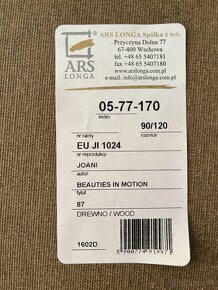 ARS LONGA Spółka z o.o.
Przyczyna Dolna 77
67-400 Wschowa
tel. +48 65 5407181
fax +48 65 5407180
e-mail: info@arslonga.com.pl
www.arslonga.com.pl
ARS
LONGA
05-77-170
index
90/120
nr ramy
rozmiar
EU JI 1024
nr reprodukcji
JOANI
autor
BEAUTIES IN MOTION
tytuł
87
DREWNO / WOOD
1602D